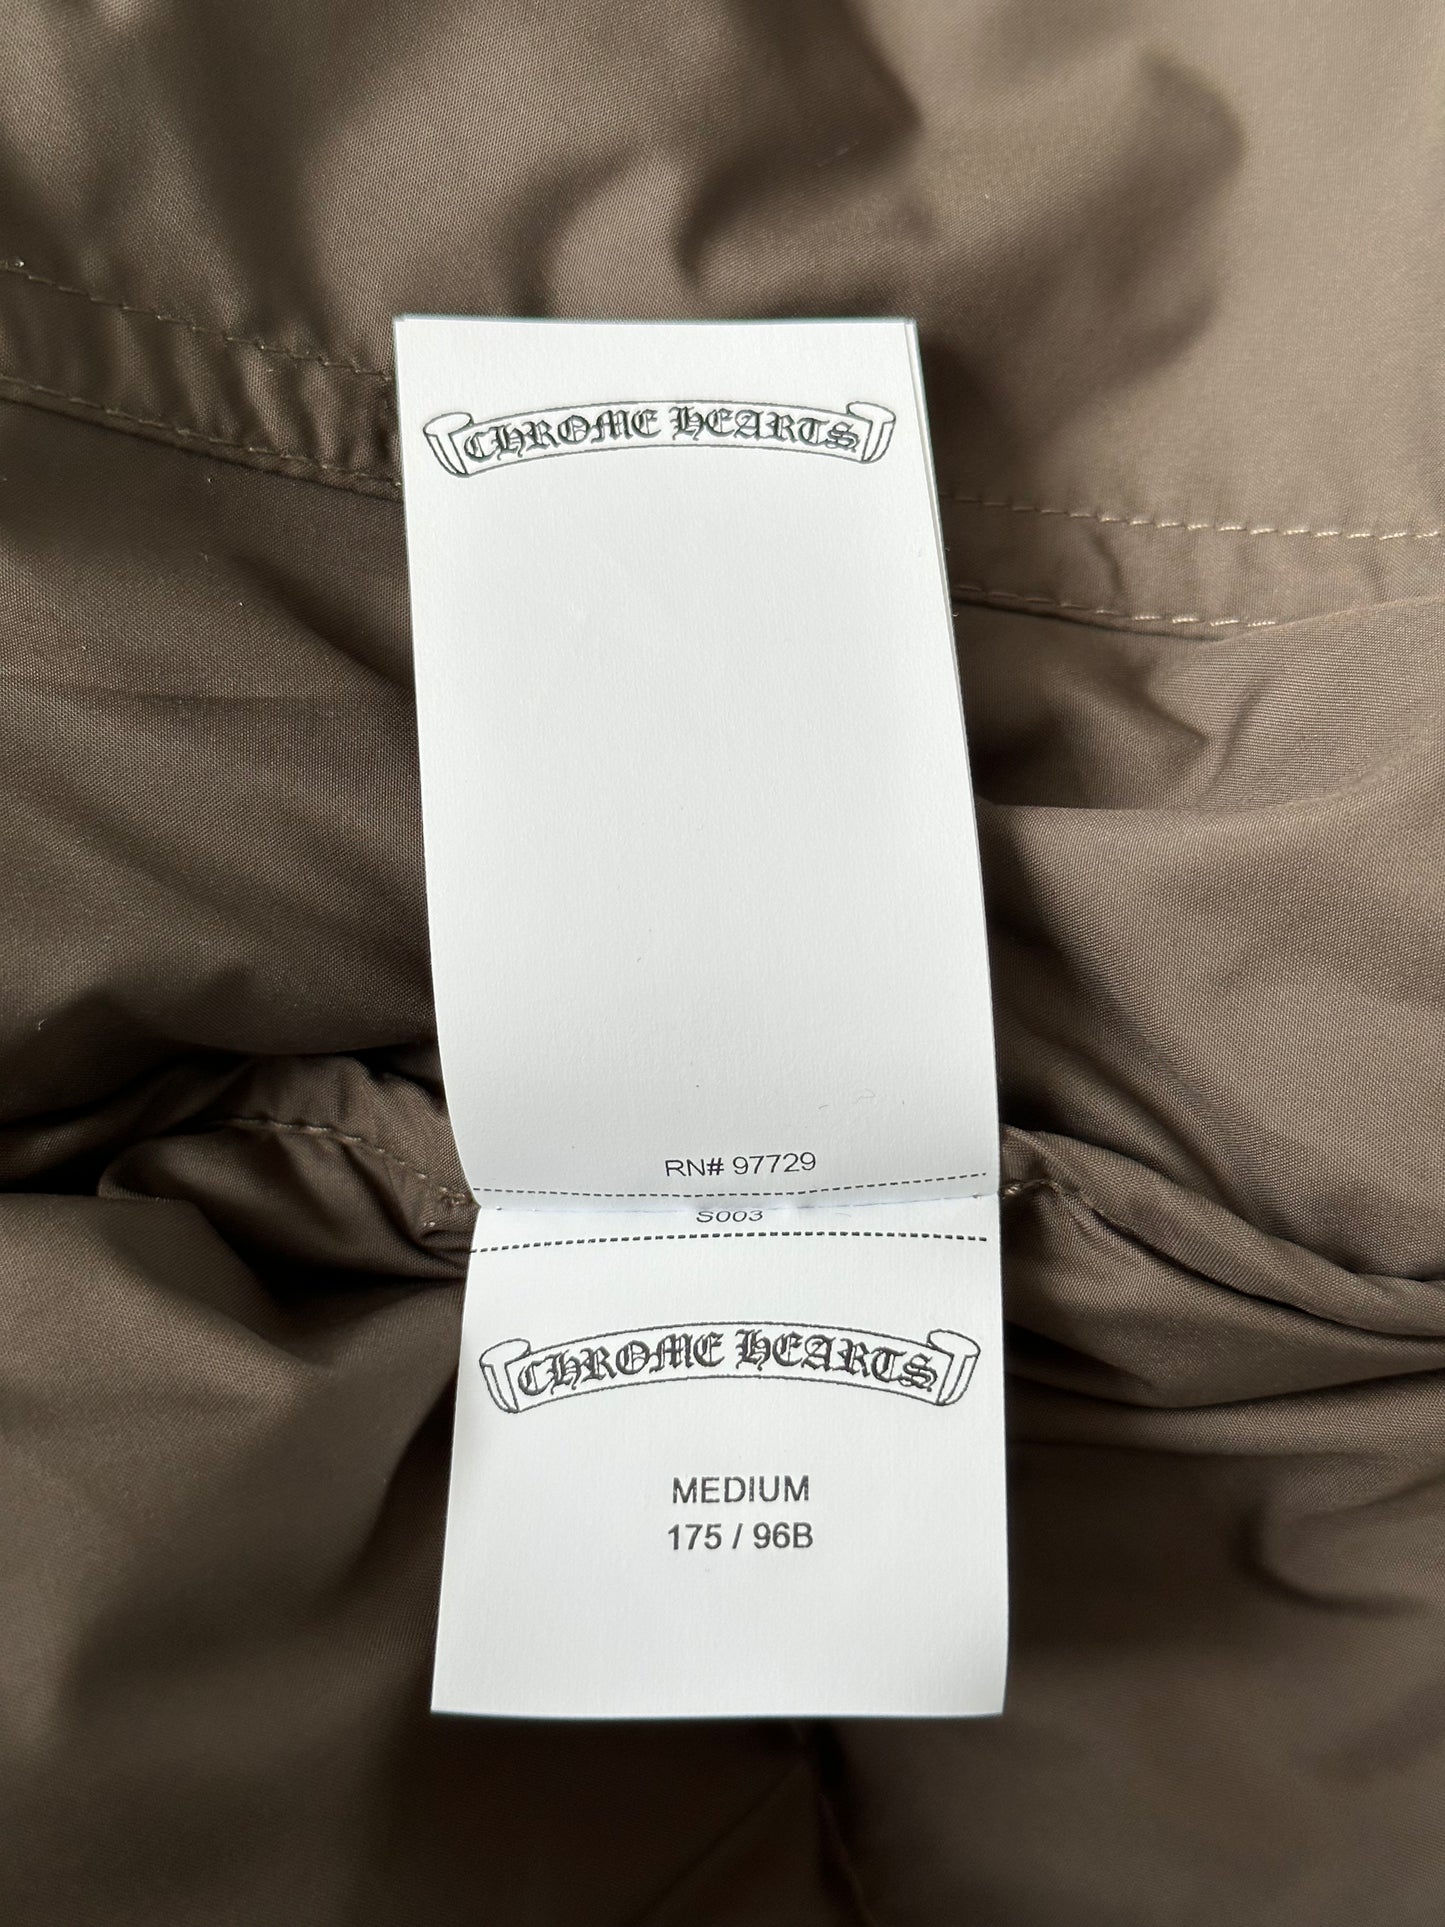 CHROME HEARTS
RN# 97729
S003
CHROME HEARTS
MEDIUM
175 / 96B